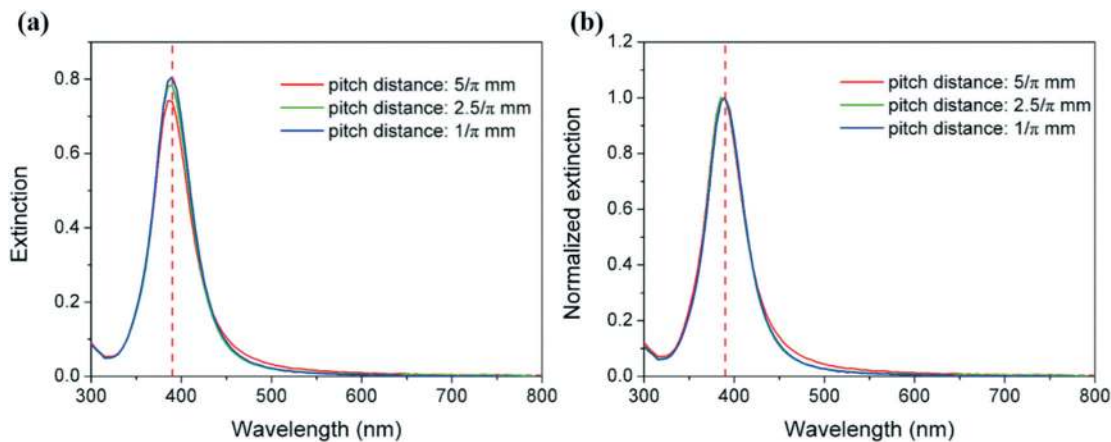 (a)
Extinction
0.8
0.6
0.4
0.2
0.0
pitch distance: 5/π mm
pitch distance: 2.5/π mm
pitch distance: 1/π mm
300 400 500 600 700 800
Wavelength (nm)
(b)
Normalized extinction
1.2
1.0
0.8
0.6
0.4
0.2
0.0
pitch distance: 5/π mm
pitch distance: 2.5/π mm
pitch distance: 1/π mm
300 400 500 600 700 800
Wavelength (nm)